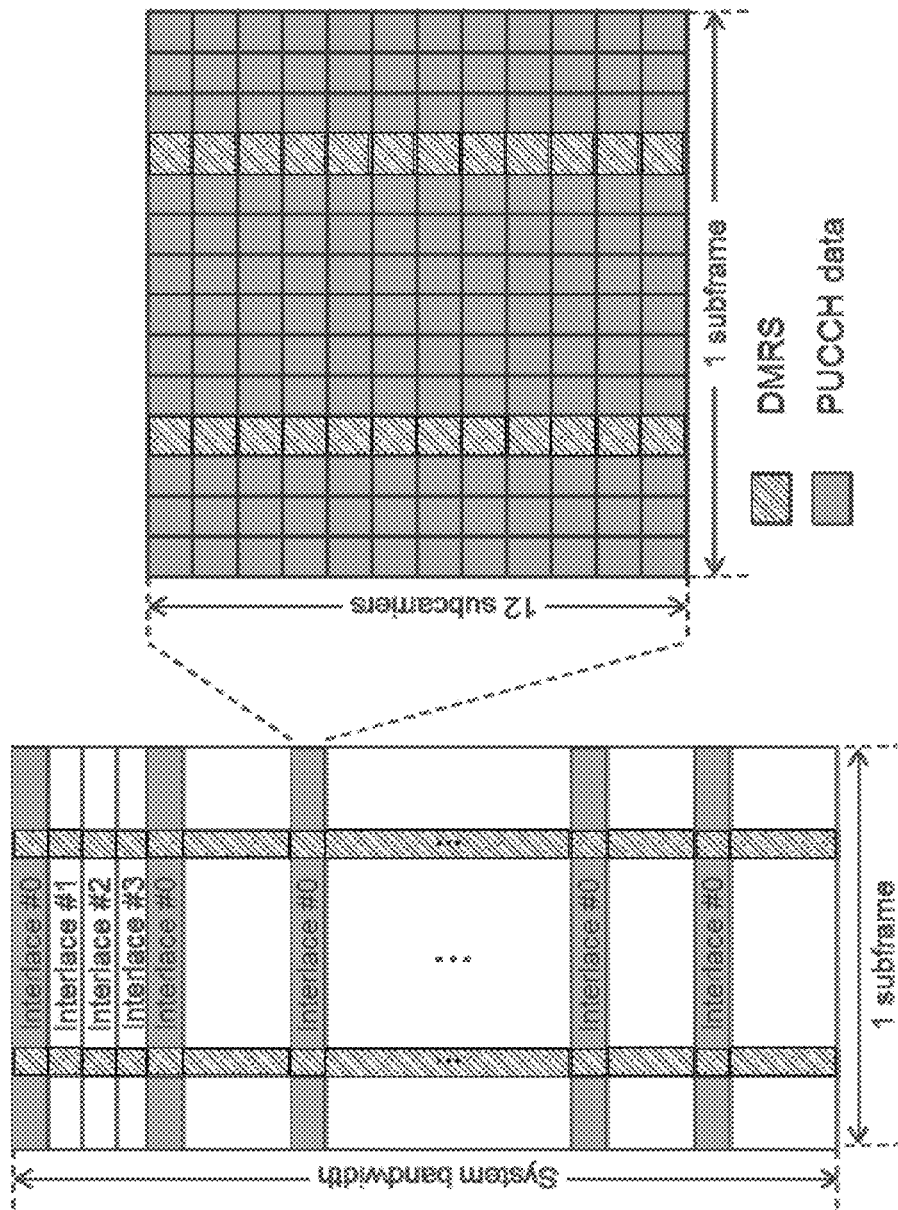 System bandwidth
Interlace #0
Interlace #1
Interlace #2
Interlace #3
Interlace #0
Interlace #0
Interlace #0
Interlace #0
...
...
...
1 subframe
12 subcarriers
1 subframe
DMRS
PUCCH data